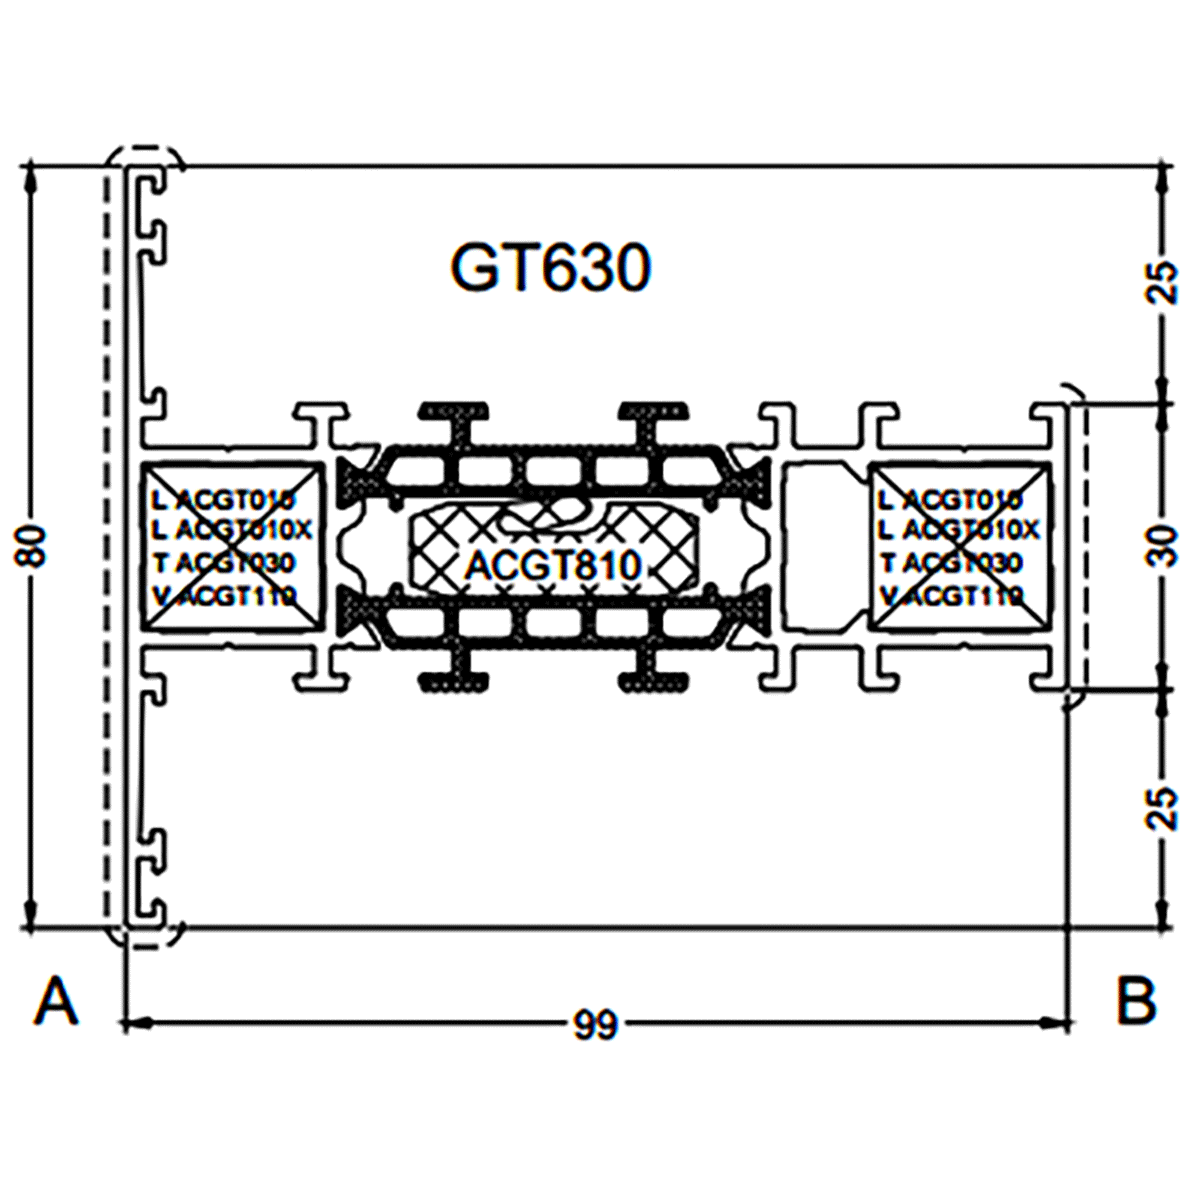 GT630
25
80
30
L ACGT010
L ACGT010X
T ACGT030
V ACGT110
ACGT810
L ACGT010
L ACGT010X
T ACGT030
V ACGT110
25
A
99
B